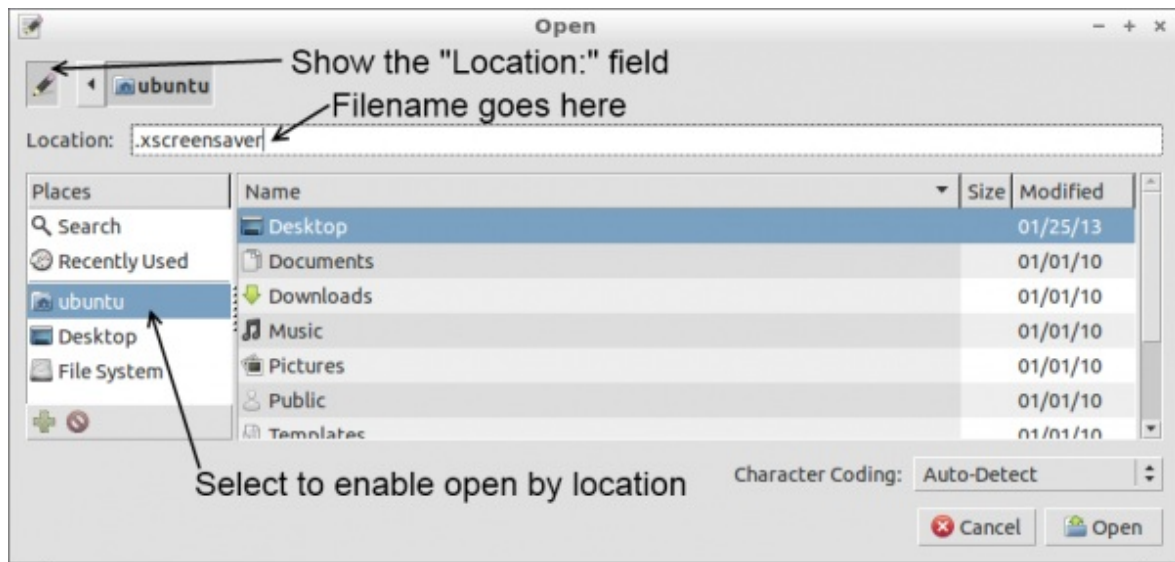 Open
Show the "Location:" field
ubuntu
Filename goes here
Location: .xscreensaver
Places Name Size Modified
Search Desktop 01/25/13
Recently Used Documents 01/01/10
ubuntu Downloads 01/01/10
Desktop Music 01/01/10
File System Pictures 01/01/10
Public 01/01/10
Templates 01/01/10
Select to enable open by location
Character Coding: Auto-Detect
Cancel Open